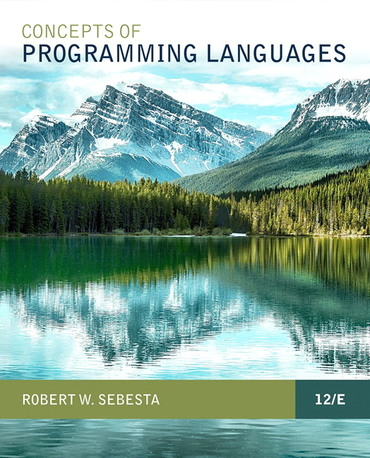 CONCEPTS OF
PROGRAMMING LANGUAGES
ROBERT W. SEBESTA
12/E